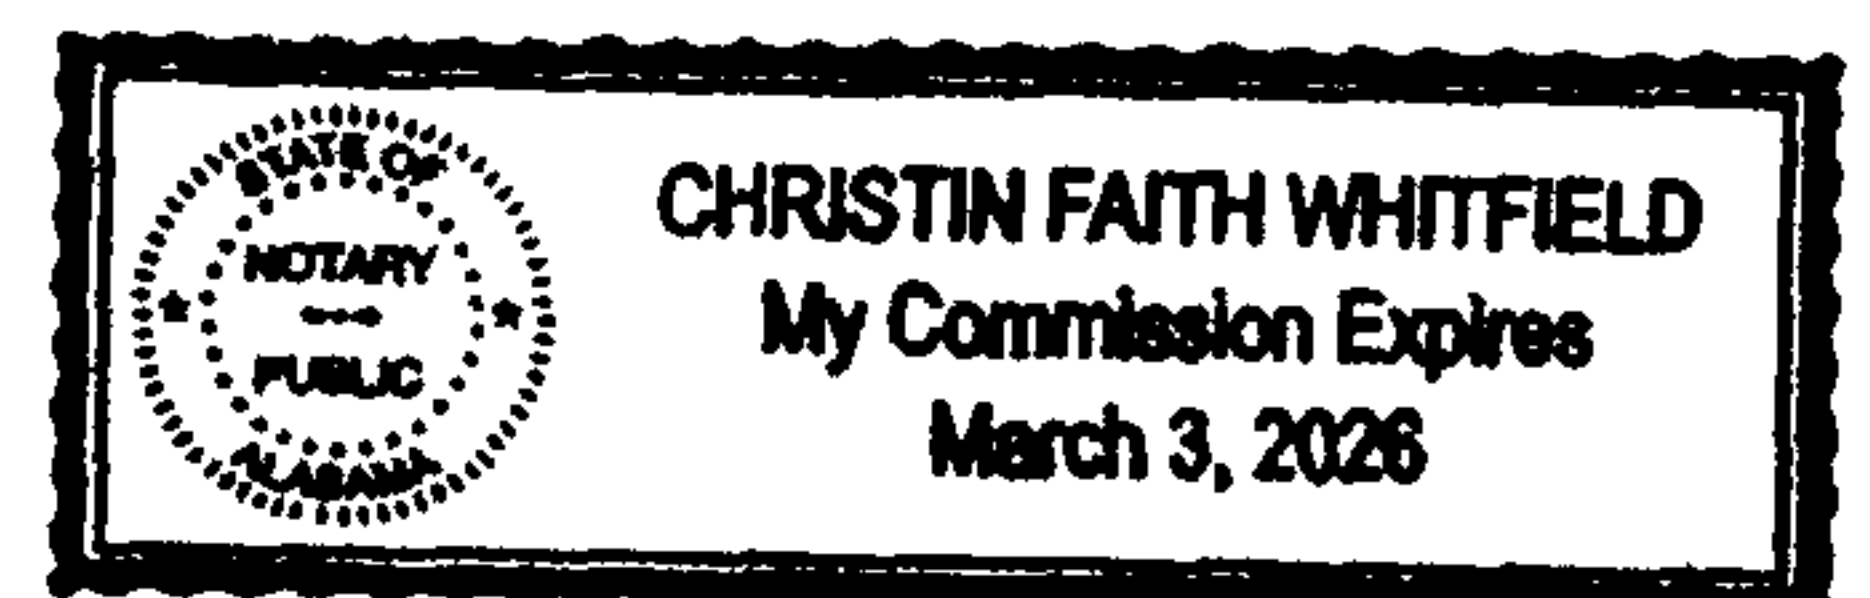 STATE OF
NOTARY
PUBLIC
ALABAMA
CHRISTIN FAITH WHITFIELD
My Commission Expires
March 3, 2026